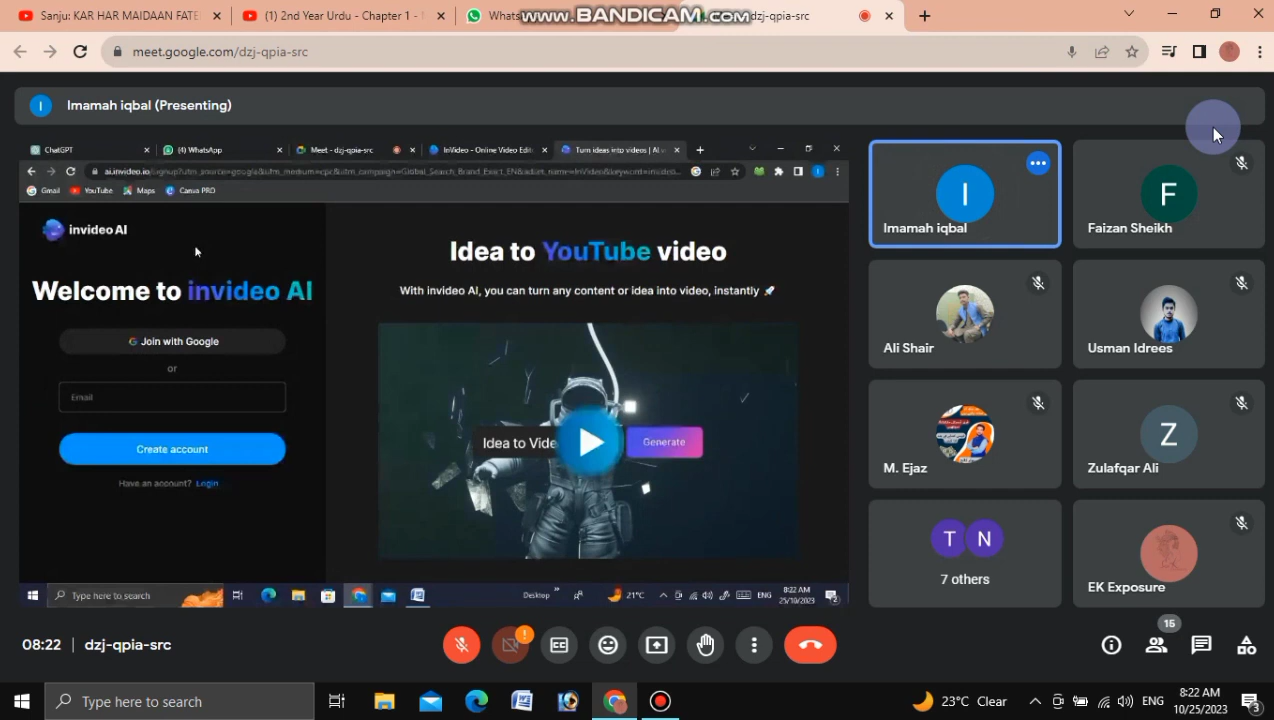 Sanju: KAR HAR MAIDAAN FATEH
(1) 2nd Year Urdu - Chapter 1 -
WhatsA
www.BANDICAM.com
dzj-qpia-src
meet.google.com/dzj-qpia-src
I
Imamah iqbal (Presenting)
ChatGPT
(4) WhatsApp
Meet - dzj-qpia-src
InVideo - Online Video Edit
Turn ideas into videos | AI v
Gmail
YouTube
Maps
Canva PRO
invideo AI
Welcome to invideo AI
Join with Google
or
Email
Create account
Have an account? Login
Idea to YouTube video
With invideo AI, you can turn any content or idea into video, instantly 🚀
Idea to Vide
Generate
Type here to search
Desktop
21°C
ENG
8:22 AM
25/10/2023
2
I
Imamah iqbal
F
Faizan Sheikh
Ali Shair
Usman Idrees
M. Ejaz
Z
Zulafqar Ali
T N
7 others
EK Exposure
08:22 | dzj-qpia-src
15
Type here to search
23°C Clear
ENG
8:22 AM
10/25/2023
3